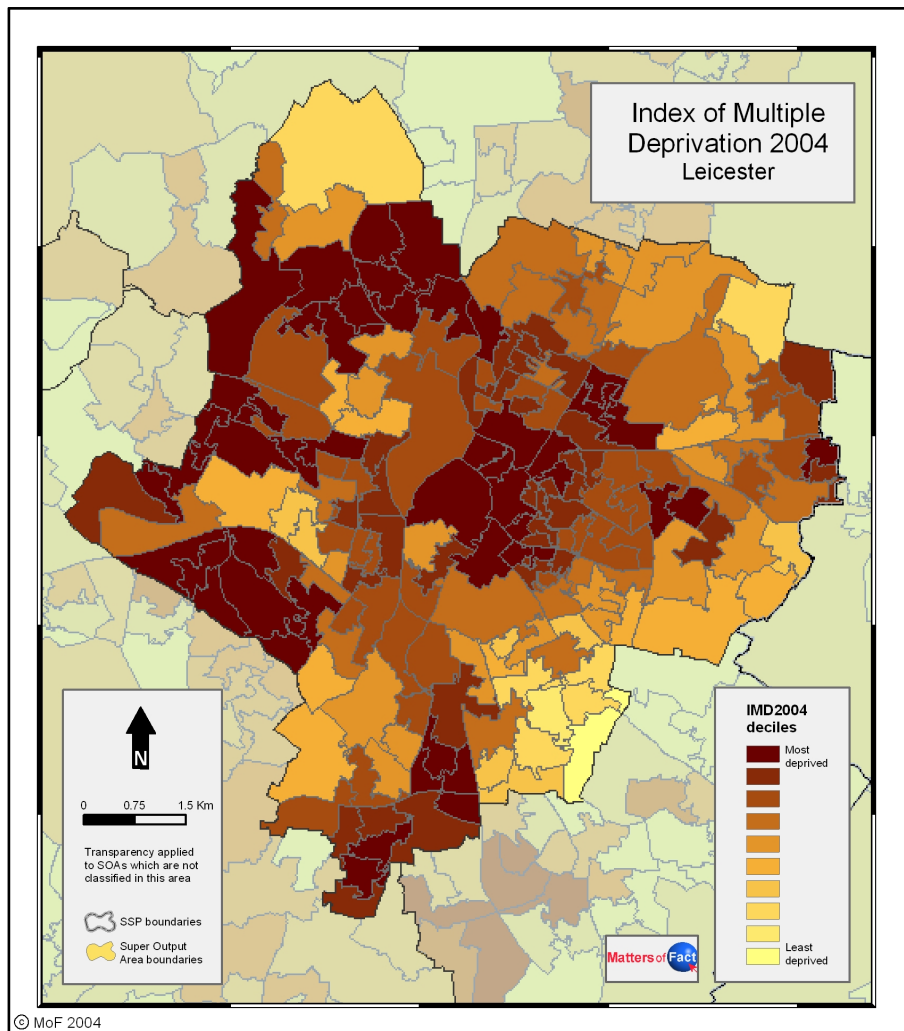 Index of Multiple
Deprivation 2004
Leicester
N
0 0.75 1.5 Km
Transparency applied
to SOAs which are not
classified in this area
SSP boundaries
Super Output
Area boundaries
IMD2004
deciles
Most
deprived
Least
deprived
Matters of Fact
© MoF 2004